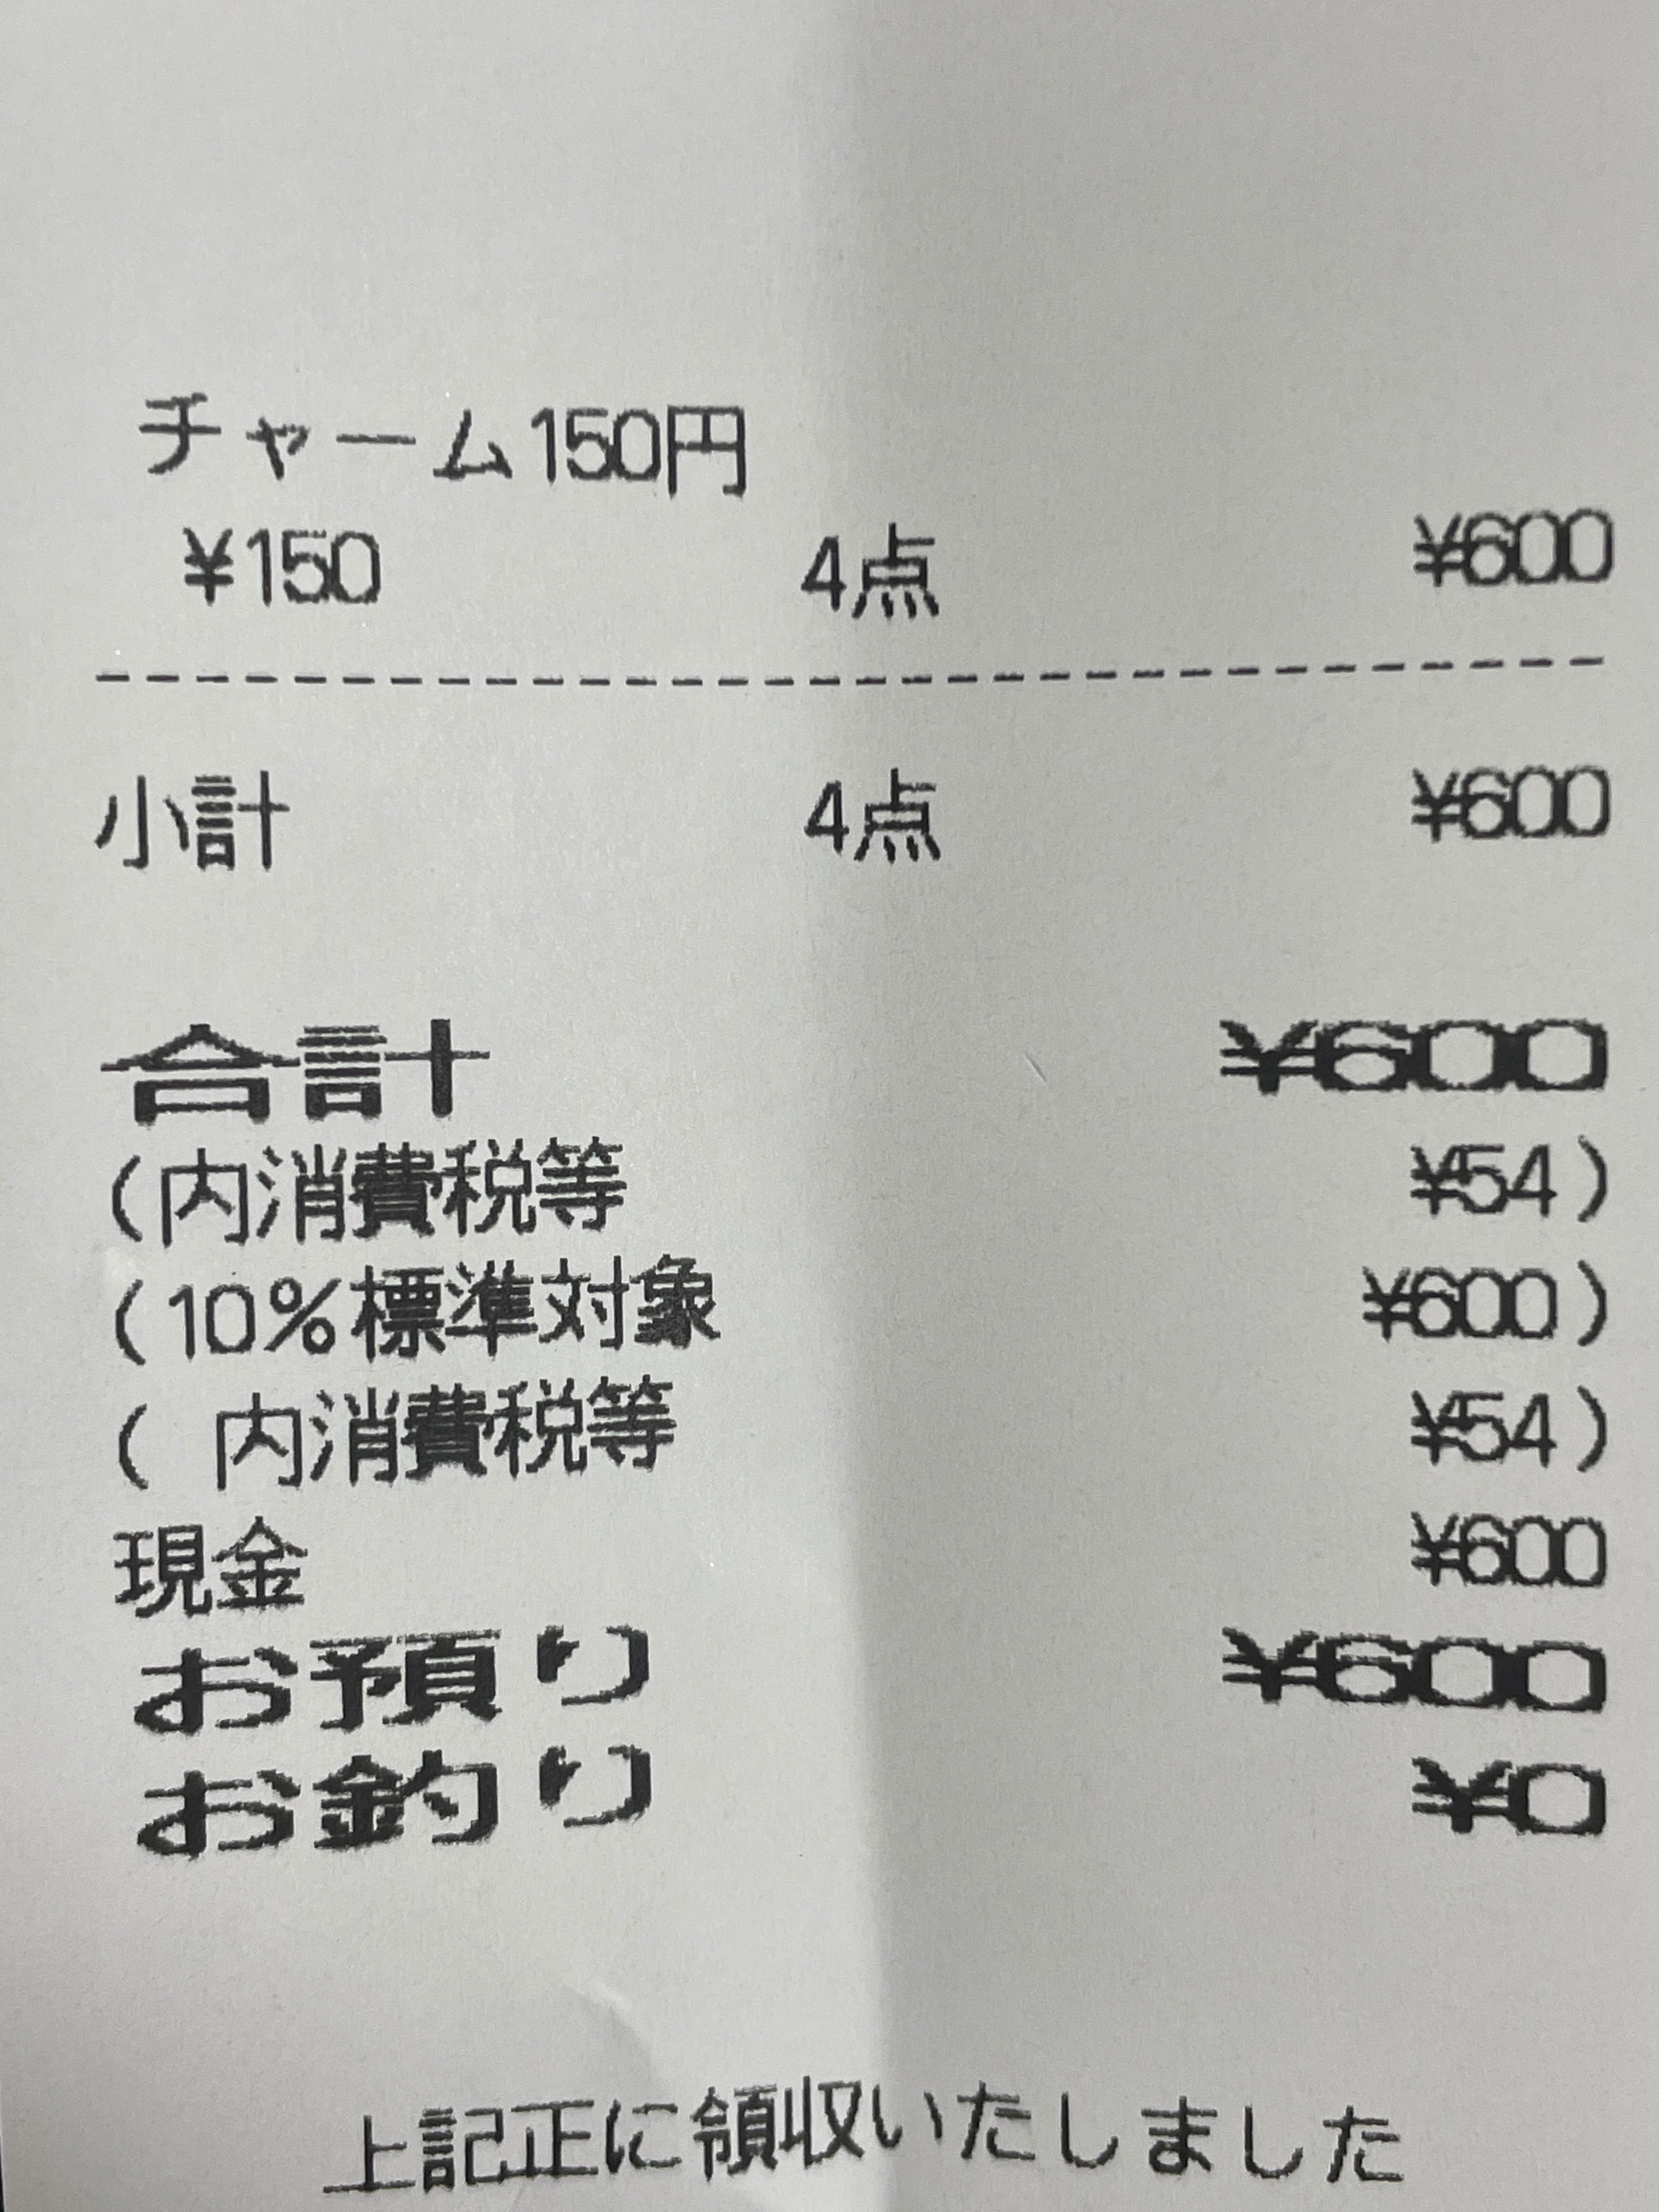 チャーム150円
¥150 4点 ¥600
小計 4点 ¥600
合計 ¥600
(内消費税等 ¥54)
(10%標準対象 ¥600)
( 内消費税等 ¥54)
現金 ¥600
お預り ¥600
お釣り ¥0
上記正に領収いたしました